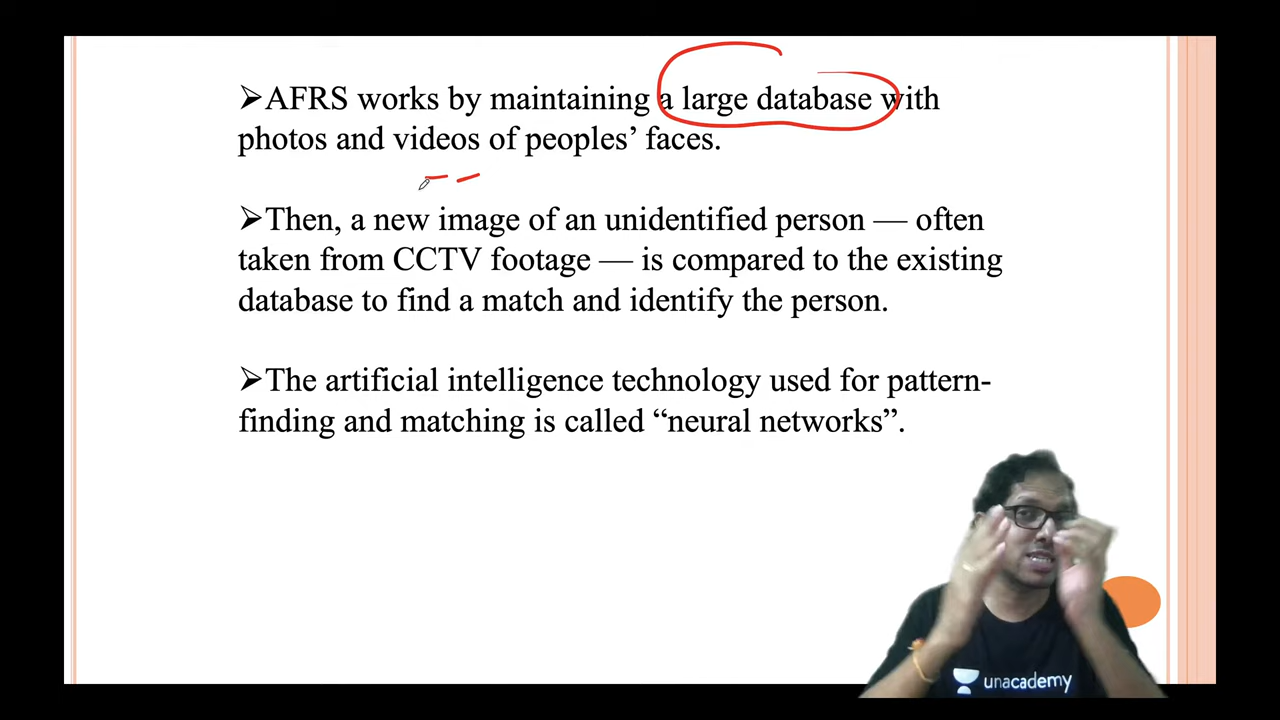 ➢AFRS works by maintaining a large database with
photos and videos of peoples’ faces.
➢Then, a new image of an unidentified person — often
taken from CCTV footage — is compared to the existing
database to find a match and identify the person.
➢The artificial intelligence technology used for pattern-
finding and matching is called “neural networks”.
unacademy